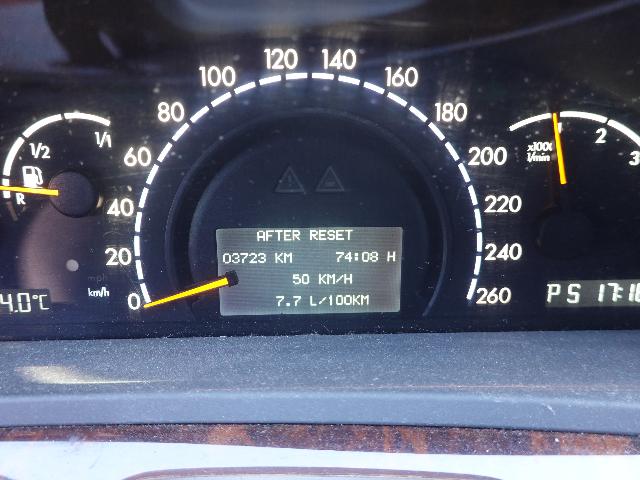 120 140
100 160
80 180
60 200
40 220
20 240
0 260
1/1
1/2
R
mph
km/h
4.0°C
AFTER RESET
03723 KM 74:08 H
50 KM/H
7.7 L/100KM
1 2 3
x1000
1/min
P S